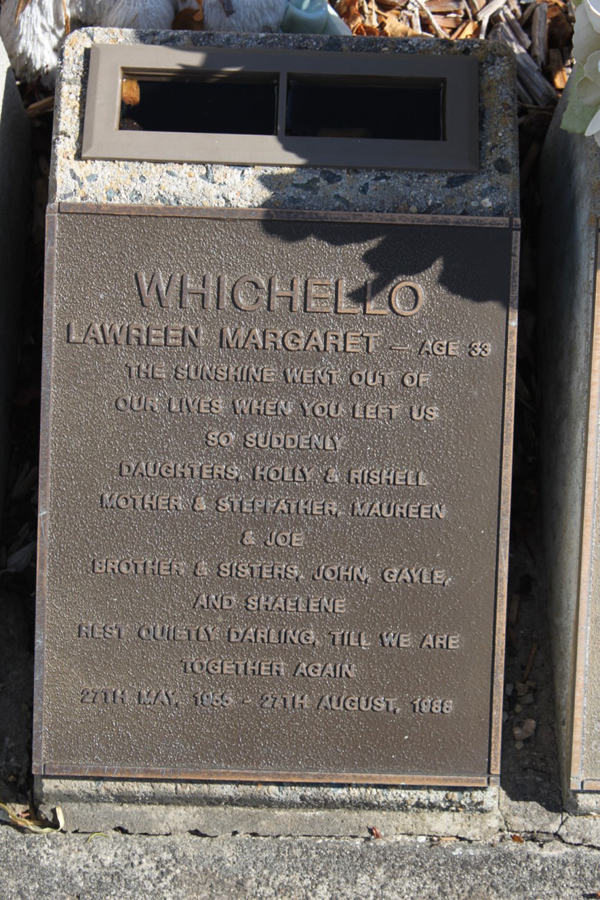 WHICHELLO
LAWREEN MARGARET — AGE 33
THE SUNSHINE WENT OUT OF
OUR LIVES WHEN YOU LEFT US
SO SUDDENLY
DAUGHTERS, HOLLY & RISHELL
MOTHER & STEPFATHER, MAUREEN
& JOE
BROTHER & SISTERS, JOHN, GAYLE,
AND SHAELENE
REST QUIETLY DARLING, TILL WE ARE
TOGETHER AGAIN
27TH MAY, 1955 - 27TH AUGUST, 1988